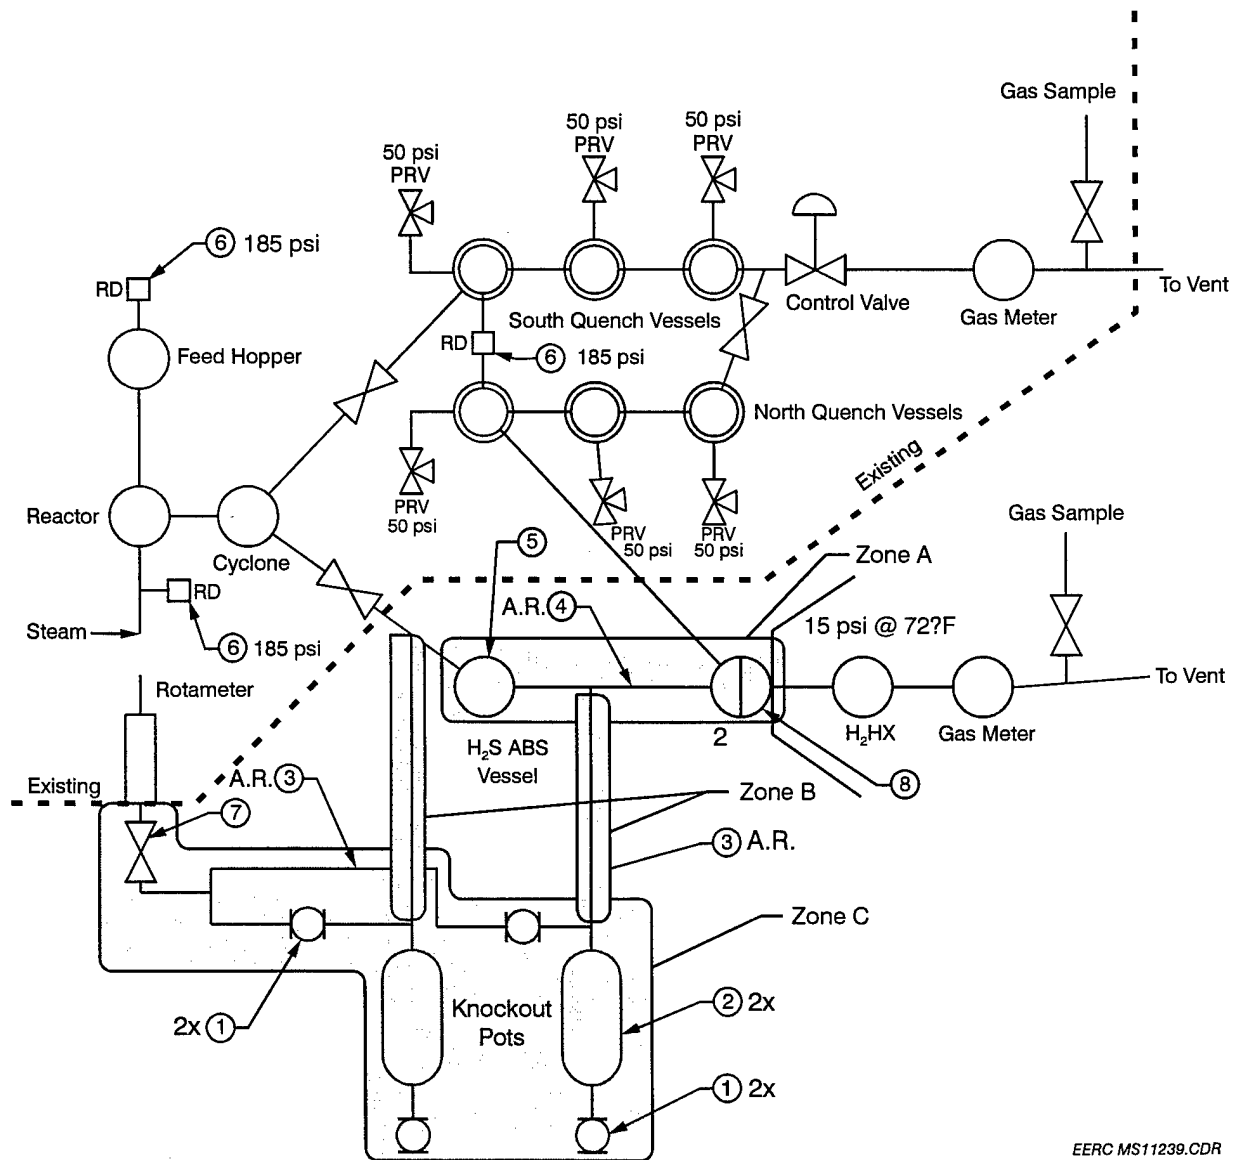 Gas Sample
50 psi
PRV
50 psi
PRV
50 psi
PRV
6 185 psi
RD
To Vent
Control Valve
Gas Meter
South Quench Vessels
Feed Hopper
RD
6 185 psi
North Quench Vessels
Existing
PRV
50 psi
PRV
50 psi
PRV
50 psi
Reactor
Cyclone
Gas Sample
5
Zone A
RD
A.R. 4
15 psi @ 72?F
Steam
6 185 psi
Rotameter
To Vent
2
H2HX
Gas Meter
H2S ABS
Vessel
Existing
A.R. 3
8
Zone B
7
3 A.R.
Zone C
Knockout
Pots
2 2x
2x 1
1 2x
EERC MS11239.CDR